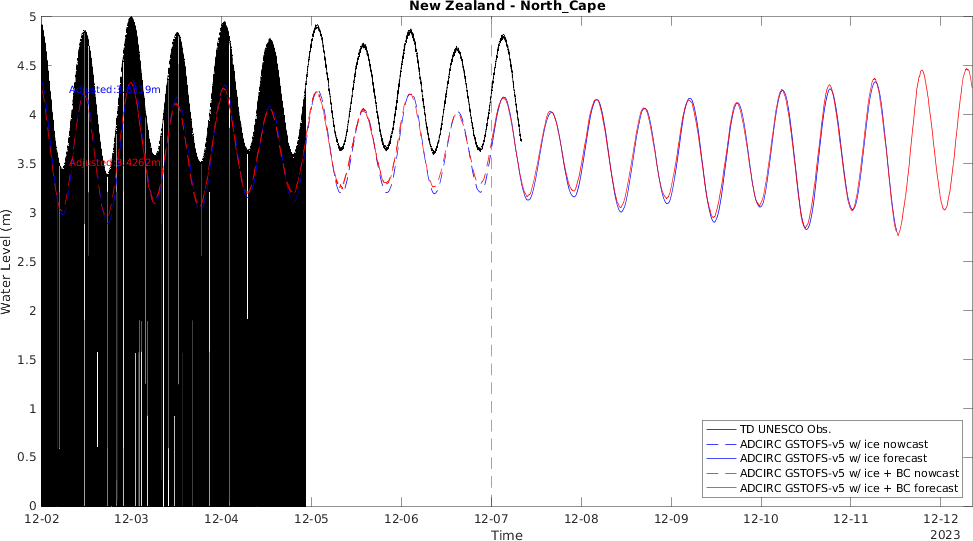 New Zealand - North_Cape
5
4.5
4
3.5
3
2.5
2
1.5
1
0.5
0
Water Level (m)
Adjusted:3.4262m
12-02
12-03
12-04
12-05
12-06
12-07
12-08
12-09
12-10
12-11
12-12
2023
Time
TD UNESCO Obs.
ADCIRC GSTOFS-v5 w/ ice nowcast
ADCIRC GSTOFS-v5 w/ ice forecast
ADCIRC GSTOFS-v5 w/ ice + BC nowcast
ADCIRC GSTOFS-v5 w/ ice + BC forecast